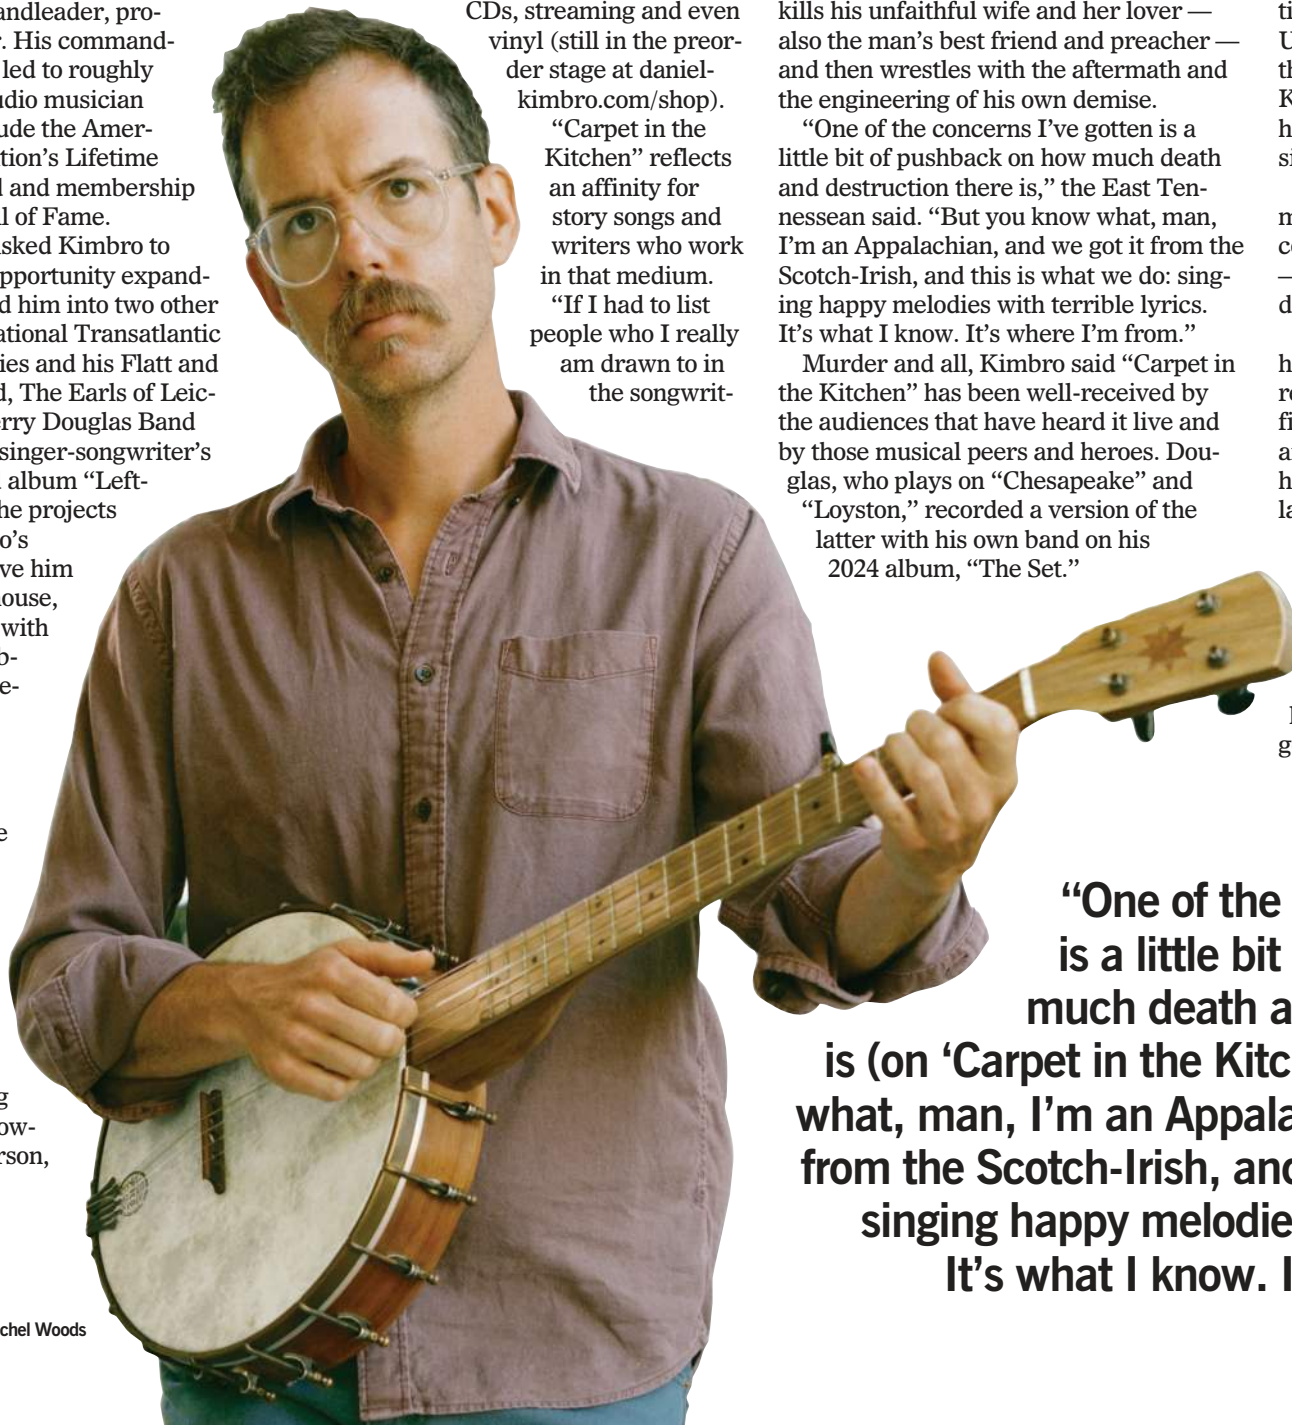 andleader, pro-
. His command-
led to roughly
udio musician
ude the Amer-
tion’s Lifetime
l and membership
l of Fame.
sked Kimbro to
pportunity expand-
d him into two other
ational Transatlantic
ies and his Flatt and
d, The Earls of Leic-
erry Douglas Band
singer-songwriter’s
album “Left-
he projects
o’s
ve him
ouse,
with
b-
e-
e
g
ow-
rson,
chel Woods
CDs, streaming and even
vinyl (still in the preor-
der stage at daniel-
kimbro.com/shop).
“Carpet in the
Kitchen” reflects
an affinity for
story songs and
writers who work
in that medium.
“If I had to list
people who I really
am drawn to in
the songwrit-
kills his unfaithful wife and her lover —
also the man’s best friend and preacher —
and then wrestles with the aftermath and
the engineering of his own demise.
“One of the concerns I’ve gotten is a
little bit of pushback on how much death
and destruction there is,” the East Ten-
nessean said. “But you know what, man,
I’m an Appalachian, and we got it from the
Scotch-Irish, and this is what we do: sing-
ing happy melodies with terrible lyrics.
It’s what I know. It’s where I’m from.”
Murder and all, Kimbro said “Carpet in
the Kitchen” has been well-received by
the audiences that have heard it live and
by those musical peers and heroes. Dou-
glas, who plays on “Chesapeake” and
“Loyston,” recorded a version of the
latter with his own band on his
2024 album, “The Set.”
“One of the
is a little bit
much death a
is (on ‘Carpet in the Kitc
what, man, I’m an Appala
from the Scotch-Irish, and
singing happy melodie
It’s what I know. I
ti
U
th
K
h
si
m
co
—
d
h
re
fi
a
h
la
g